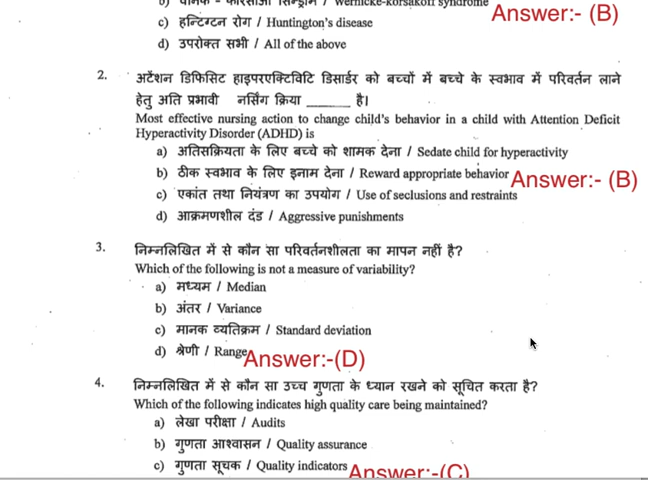 b) वर्निक - कोरसाकॉफ सिन्ड्रोम / Wernicke-korsakoff syndrome
Answer:- (B)
c) हन्टिंग्टन रोग / Huntington's disease
d) उपरोक्त सभी / All of the above
2. अटेंशन डिफिसिट हाइपरएक्टिविटि डिसार्डर को बच्चों में बच्चे के स्वभाव में परिवर्तन लाने
हेतु अति प्रभावी नर्सिंग क्रिया _______ है।
Most effective nursing action to change child's behavior in a child with Attention Deficit
Hyperactivity Disorder (ADHD) is
a) अतिसक्रियता के लिए बच्चे को शामक देना / Sedate child for hyperactivity
b) ठीक स्वभाव के लिए इनाम देना / Reward appropriate behavior Answer:- (B)
c) एकांत तथा नियंत्रण का उपयोग / Use of seclusions and restraints
d) आक्रमणशील दंड / Aggressive punishments
3. निम्नलिखित में से कौन सा परिवर्तनशीलता का मापन नहीं है?
Which of the following is not a measure of variability?
a) मध्यम / Median
b) अंतर / Variance
c) मानक व्यतिक्रम / Standard deviation
d) श्रेणी / Range Answer:-(D)
4. निम्नलिखित में से कौन सा उच्च गुणता के ध्यान रखने को सूचित करता है?
Which of the following indicates high quality care being maintained?
a) लेखा परीक्षा / Audits
b) गुणता आश्वासन / Quality assurance
c) गुणता सूचक / Quality indicators Answer:-(C)